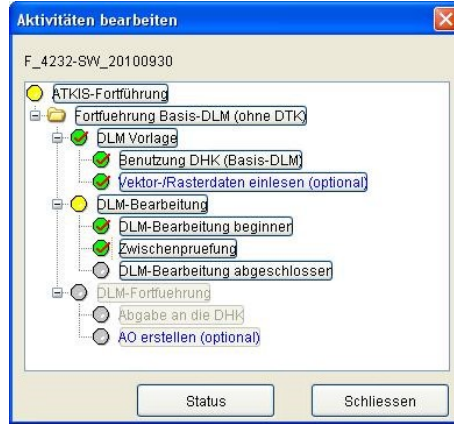 Aktivitäten bearbeiten
F_4232-SW_20100930
ATKIS-Fortführung
Fortfuehrung Basis-DLM (ohne DTK)
DLM Vorlage
Benutzung DHK (Basis-DLM)
Vektor-/Rasterdaten einlesen (optional)
DLM-Bearbeitung
DLM-Bearbeitung beginnen
Zwischenpruefung
DLM-Bearbeitung abgeschlossen
DLM-Fortfuehrung
Abgabe an die DHK
AO erstellen (optional)
Status Schliessen